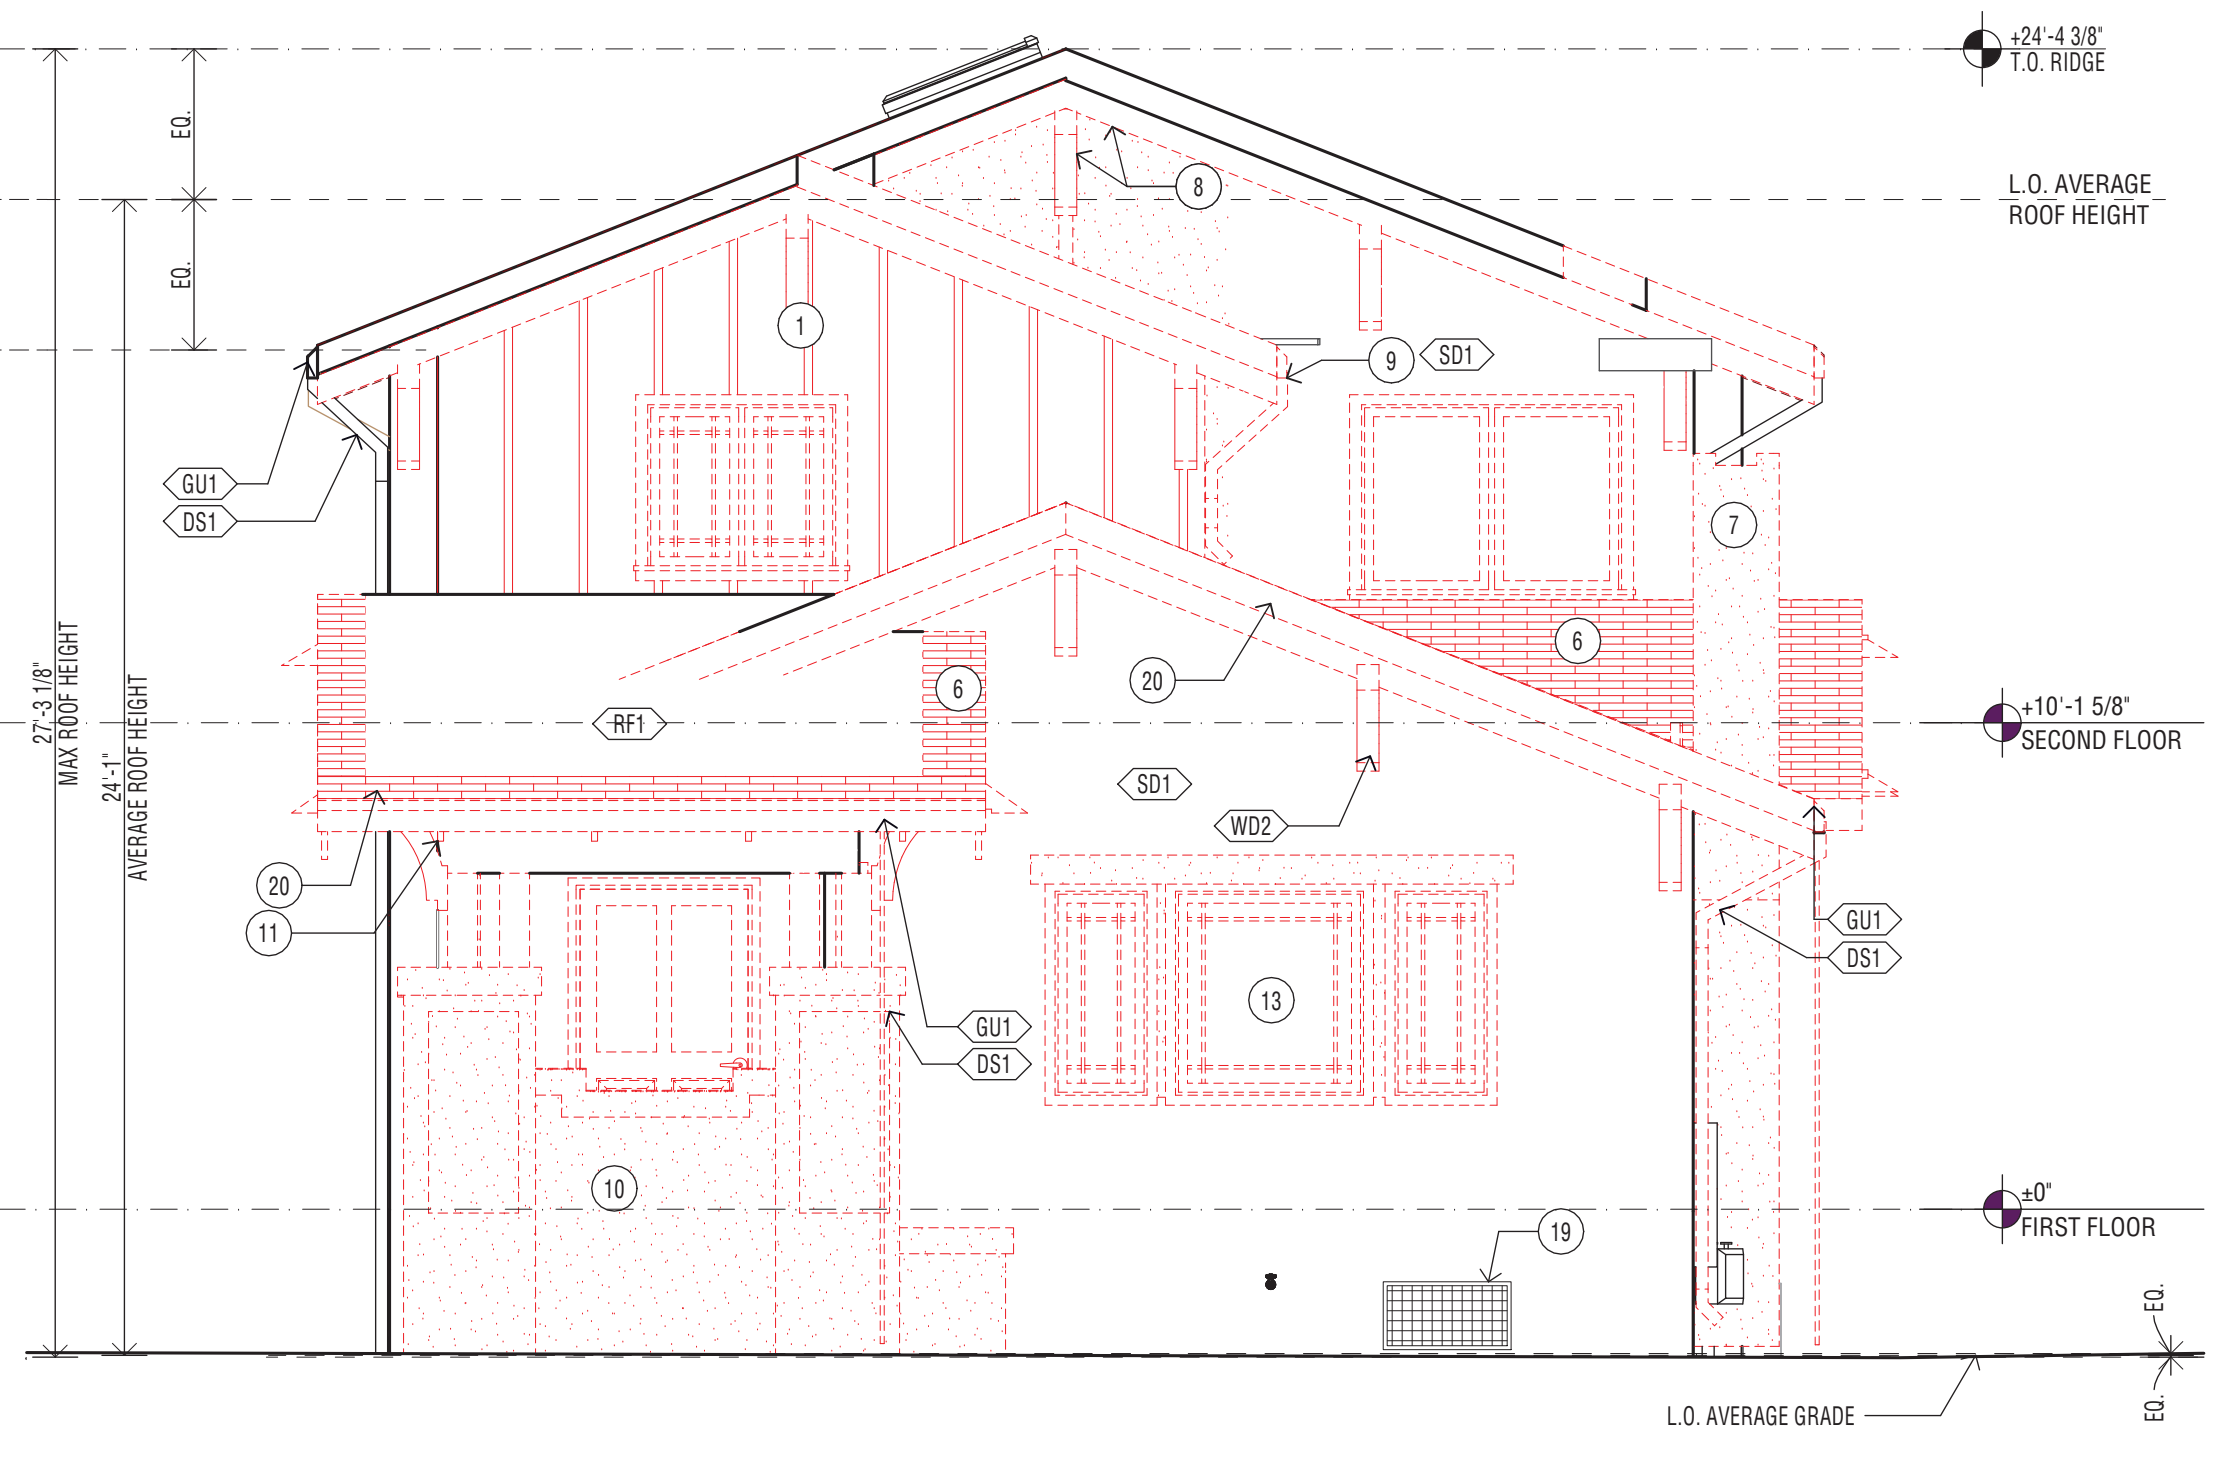 +24'-4 3/8"
T.O. RIDGE
EQ.
8
L.O. AVERAGE
ROOF HEIGHT
EQ.
1
9
SD1
GU1
DS1
7
6
20
6
RF1
27'-3 1/8"
MAX ROOF HEIGHT
24'-1"
AVERAGE ROOF HEIGHT
+10'-1 5/8"
SECOND FLOOR
SD1
WD2
20
11
GU1
DS1
13
GU1
DS1
10
±0"
FIRST FLOOR
19
EQ.
L.O. AVERAGE GRADE
EQ.